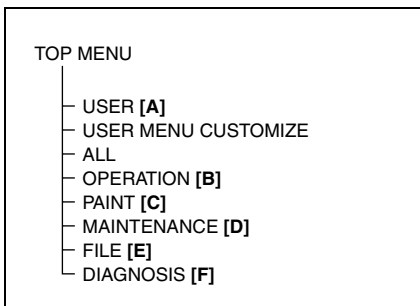 TOP MENU
USER [A]
USER MENU CUSTOMIZE
ALL
OPERATION [B]
PAINT [C]
MAINTENANCE [D]
FILE [E]
DIAGNOSIS [F]